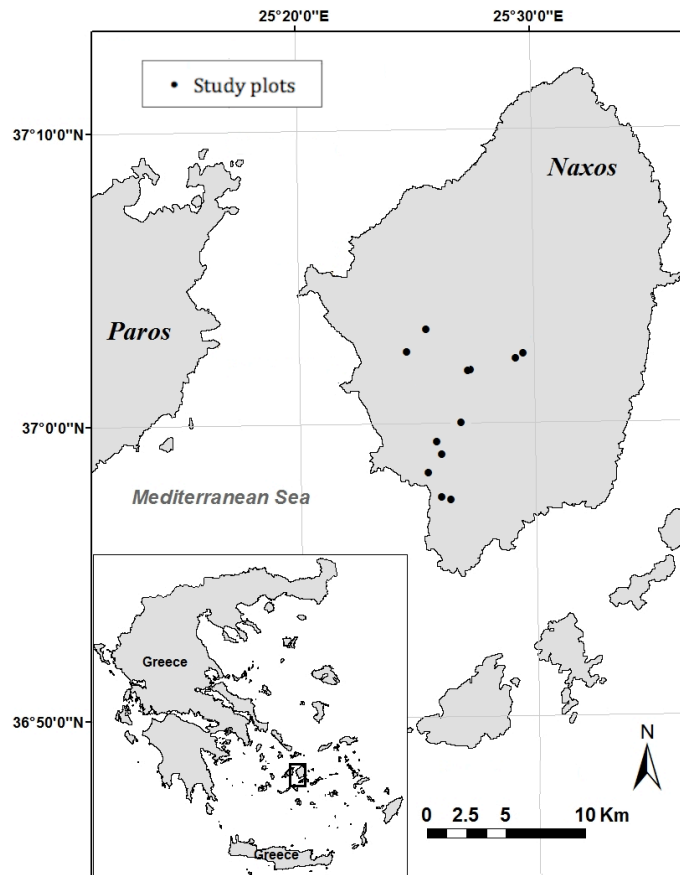 25°20'0"E 25°30'0"E
• Study plots
37°10'0"N
Naxos
Paros
37°0'0"N
Mediterranean Sea
Greece
36°50'0"N
N
0 2.5 5 10 Km
Greece